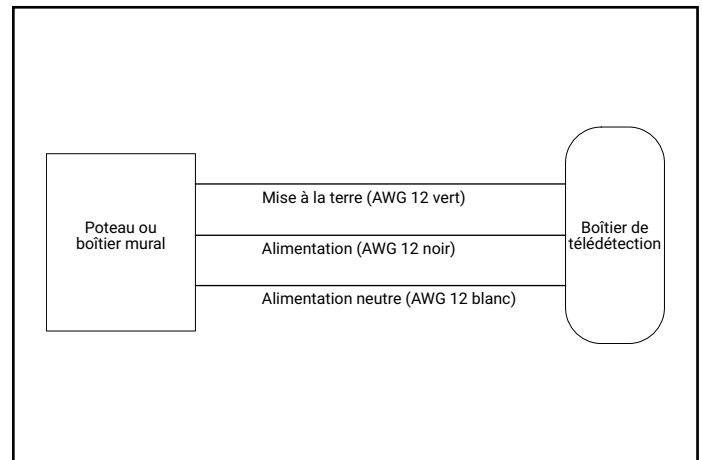 Mise à la terre (AWG 12 vert)
Poteau ou
boîtier mural
Alimentation (AWG 12 noir)
Boîtier de
télédétection
Alimentation neutre (AWG 12 blanc)